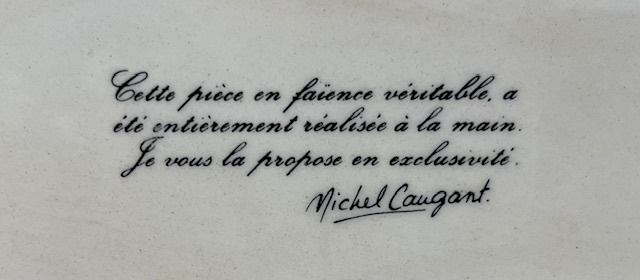 Cette pièce en faïence véritable, a
été entièrement réalisée à la main.
Je vous la propose en exclusivité.
Michel Caugant.